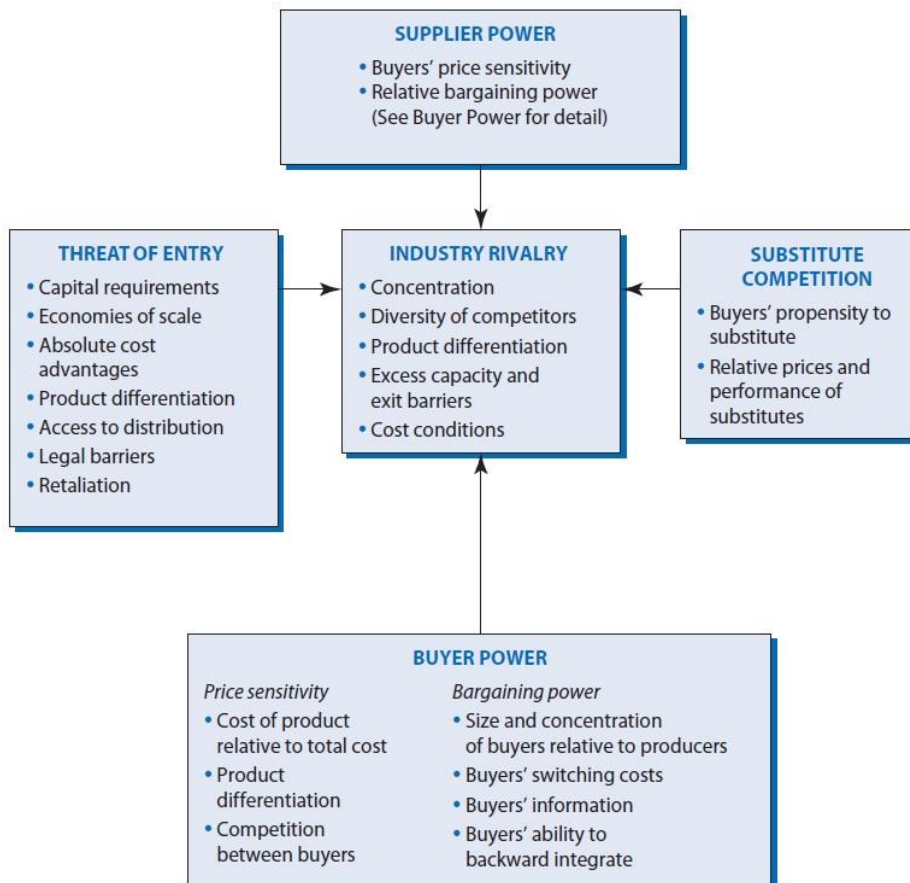 SUPPLIER POWER
• Buyers' price sensitivity
• Relative bargaining power
(See Buyer Power for detail)
THREAT OF ENTRY
• Capital requirements
• Economies of scale
• Absolute cost
advantages
• Product differentiation
• Access to distribution
• Legal barriers
• Retaliation
INDUSTRY RIVALRY
• Concentration
• Diversity of competitors
• Product differentiation
• Excess capacity and
exit barriers
• Cost conditions
SUBSTITUTE
COMPETITION
• Buyers' propensity to
substitute
• Relative prices and
performance of
substitutes
BUYER POWER
Price sensitivity
• Cost of product
relative to total cost
• Product
differentiation
• Competition
between buyers
Bargaining power
• Size and concentration
of buyers relative to producers
• Buyers' switching costs
• Buyers' information
• Buyers' ability to
backward integrate